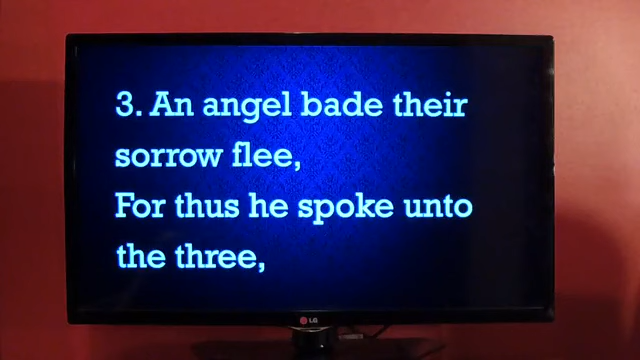 3. An angel bade their
sorrow flee,
For thus he spoke unto
the three,
LG